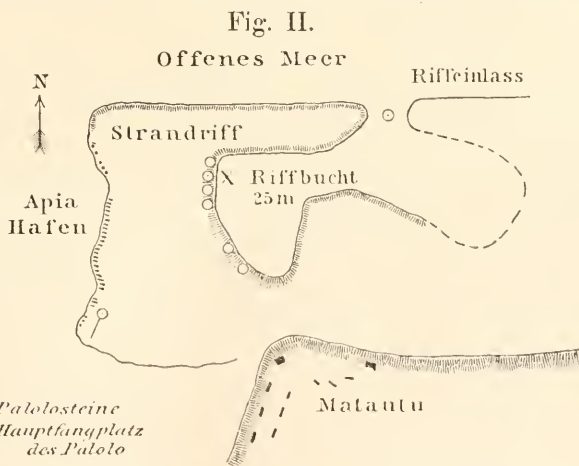 Fig. II.
Offenes Meer
Riffeinlass
N
Strandriff
Apia
Hafen
X Riffbucht
25 m
Matautu
Palolosteine
Hauptfangplatz
des Palolo